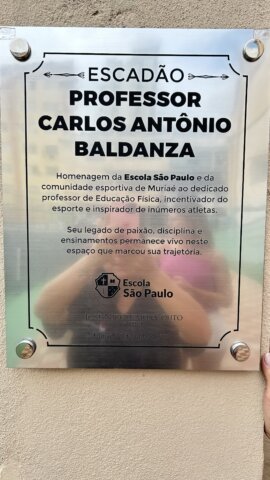 ESCADÃO
PROFESSOR
CARLOS ANTÔNIO
BALDANZA
Homenagem da Escola São Paulo e da
comunidade esportiva de Muriaé ao dedicado
professor de Educação Física, incentivador do
esporte e inspirador de inúmeros atletas.
Seu legado de paixão, disciplina e
ensinamentos permanece vivo neste
espaço que marcou sua trajetória.
Escola
São Paulo